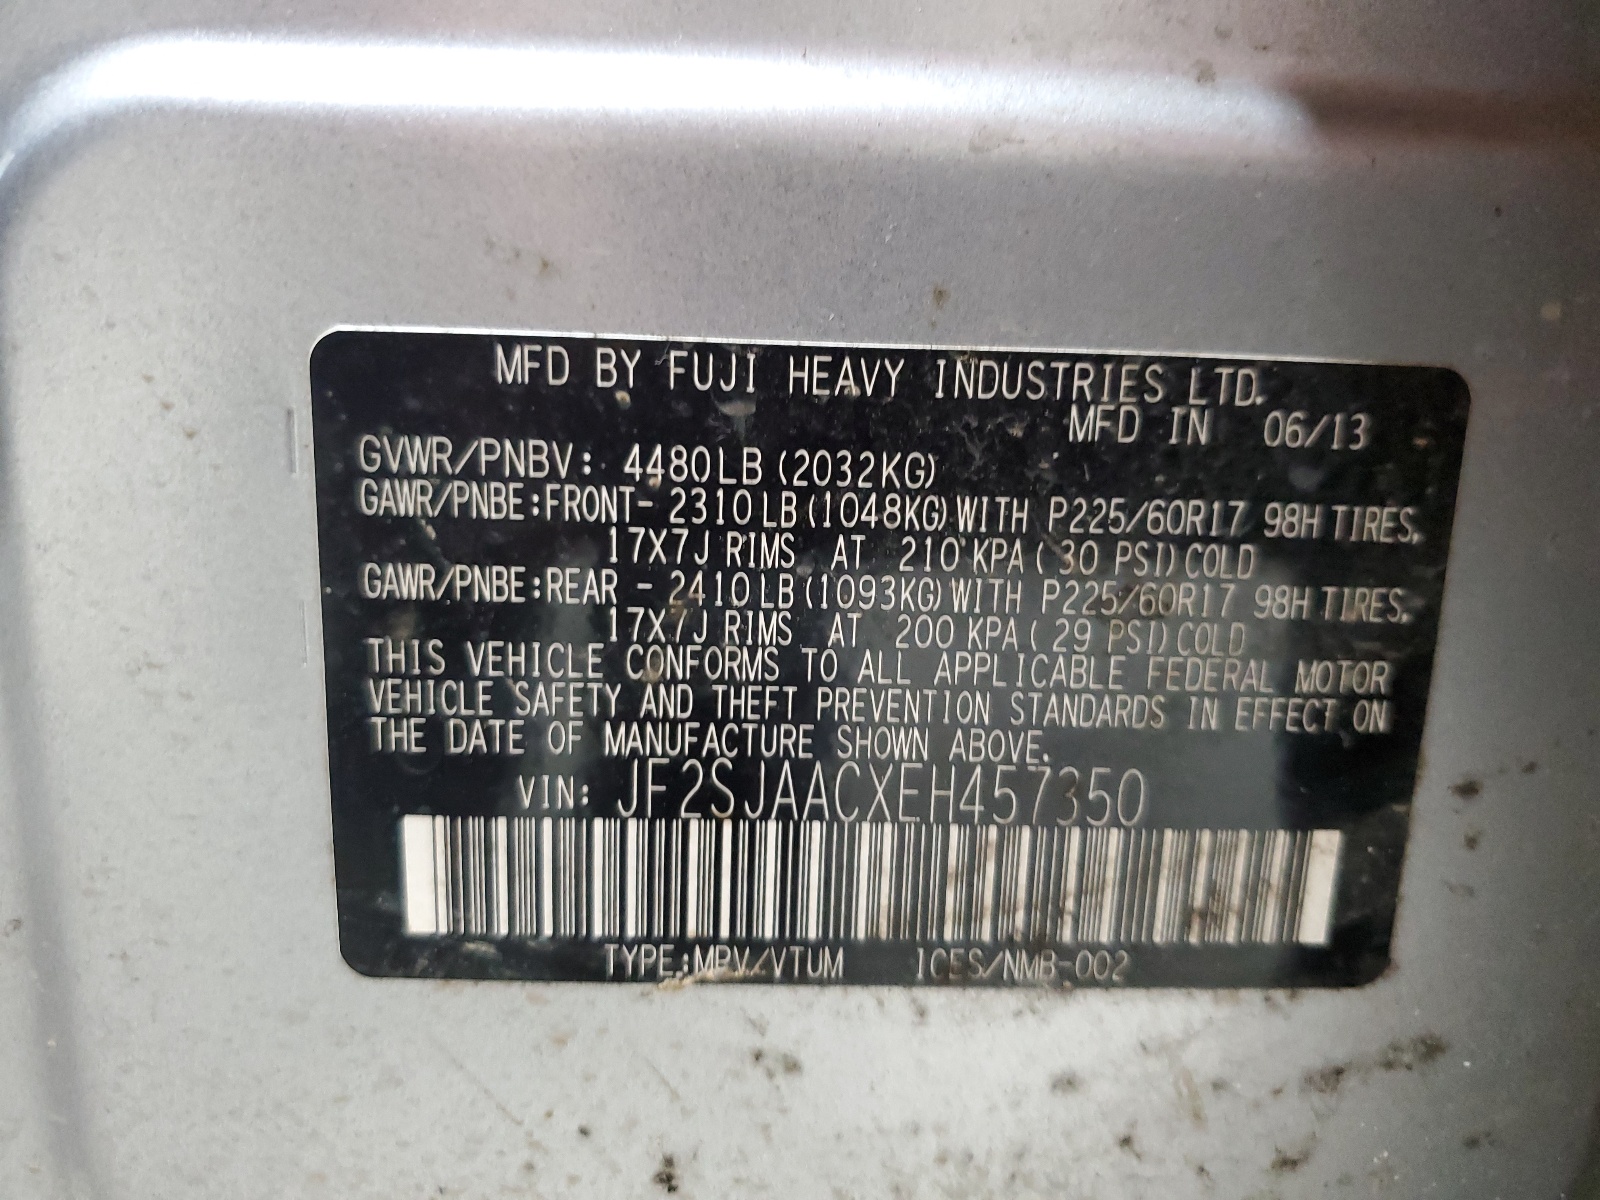 MFD BY FUJI HEAVY INDUSTRIES LTD.
MFD IN 06/13
GVWR/PNBV: 4480LB (2032KG)
GAWR/PNBE:FRONT- 2310LB(1048KG)WITH P225/60R17 98H TIRES,
17X7J RIMS AT 210 KPA( 30 PSI)COLD
GAWR/PNBE:REAR - 2410LB(1093KG)WITH P225/60R17 98H TIRES,
17X7J RIMS AT 200 KPA( 29 PSI)COLD
THIS VEHICLE CONFORMS TO ALL APPLICABLE FEDERAL MOTOR
VEHICLE SAFETY AND THEFT PREVENTION STANDARDS IN EFFECT ON
THE DATE OF MANUFACTURE SHOWN ABOVE.
VIN: JF2SJAACXEH457350
TYPE:MPV/VTUM ICES/NMB-002